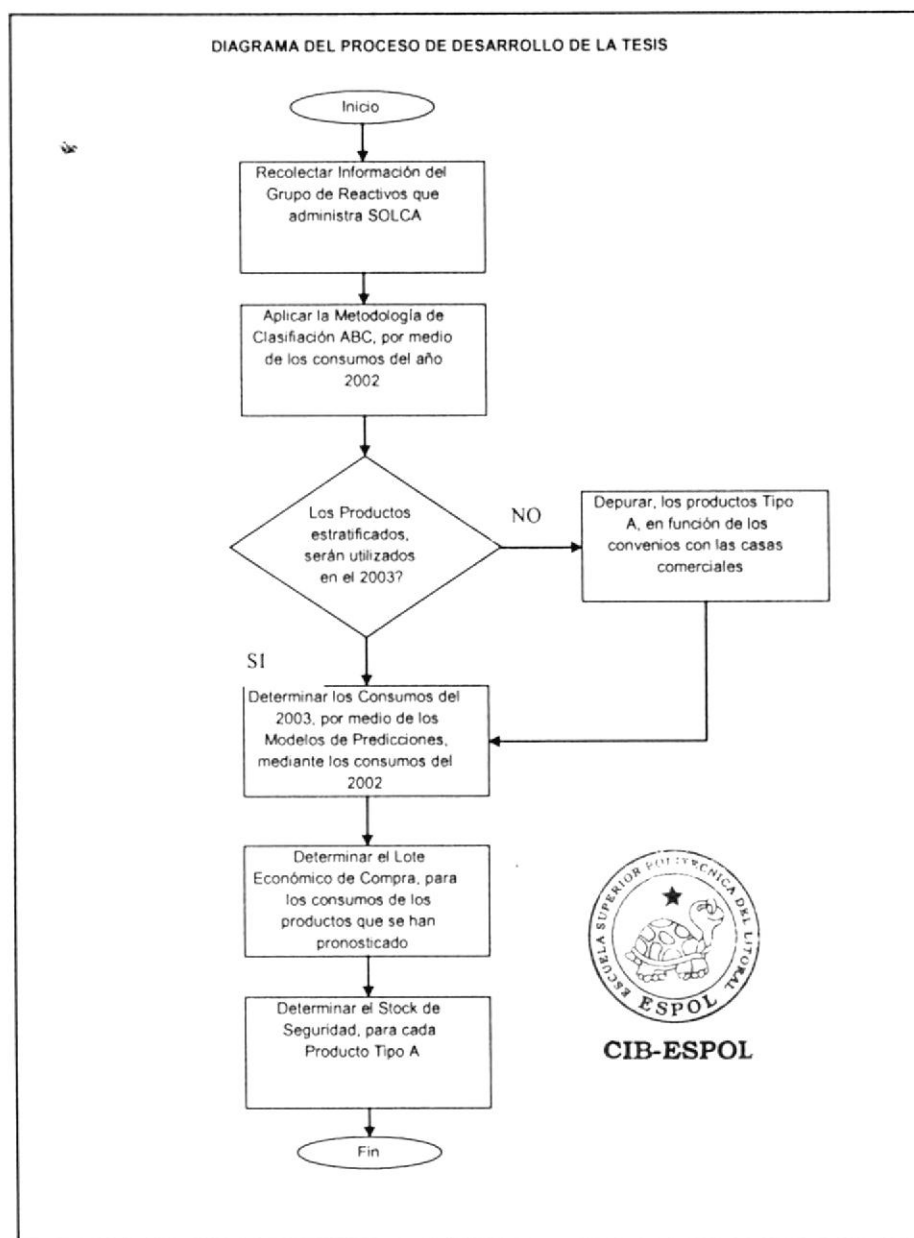 DIAGRAMA DEL PROCESO DE DESARROLLO DE LA TESIS
Inicio
Recolectar Información del
Grupo de Reactivos que
administra SOLCA
Aplicar la Metodología de
Clasifiación ABC, por medio
de los consumos del año
2002
Los Productos
estratificados,
serán utilizados
en el 2003?
NO
Depurar, los productos Tipo
A, en función de los
convenios con las casas
comerciales
SI
Determinar los Consumos del
2003, por medio de los
Modelos de Predicciones,
mediante los consumos del
2002
Determinar el Lote
Económico de Compra, para
los consumos de los
productos que se han
pronosticado
Determinar el Stock de
Seguridad, para cada
Producto Tipo A
Fin
ESCUELA SUPERIOR POLITECNICA DEL LITORAL
ESPOL
CIB-ESPOL